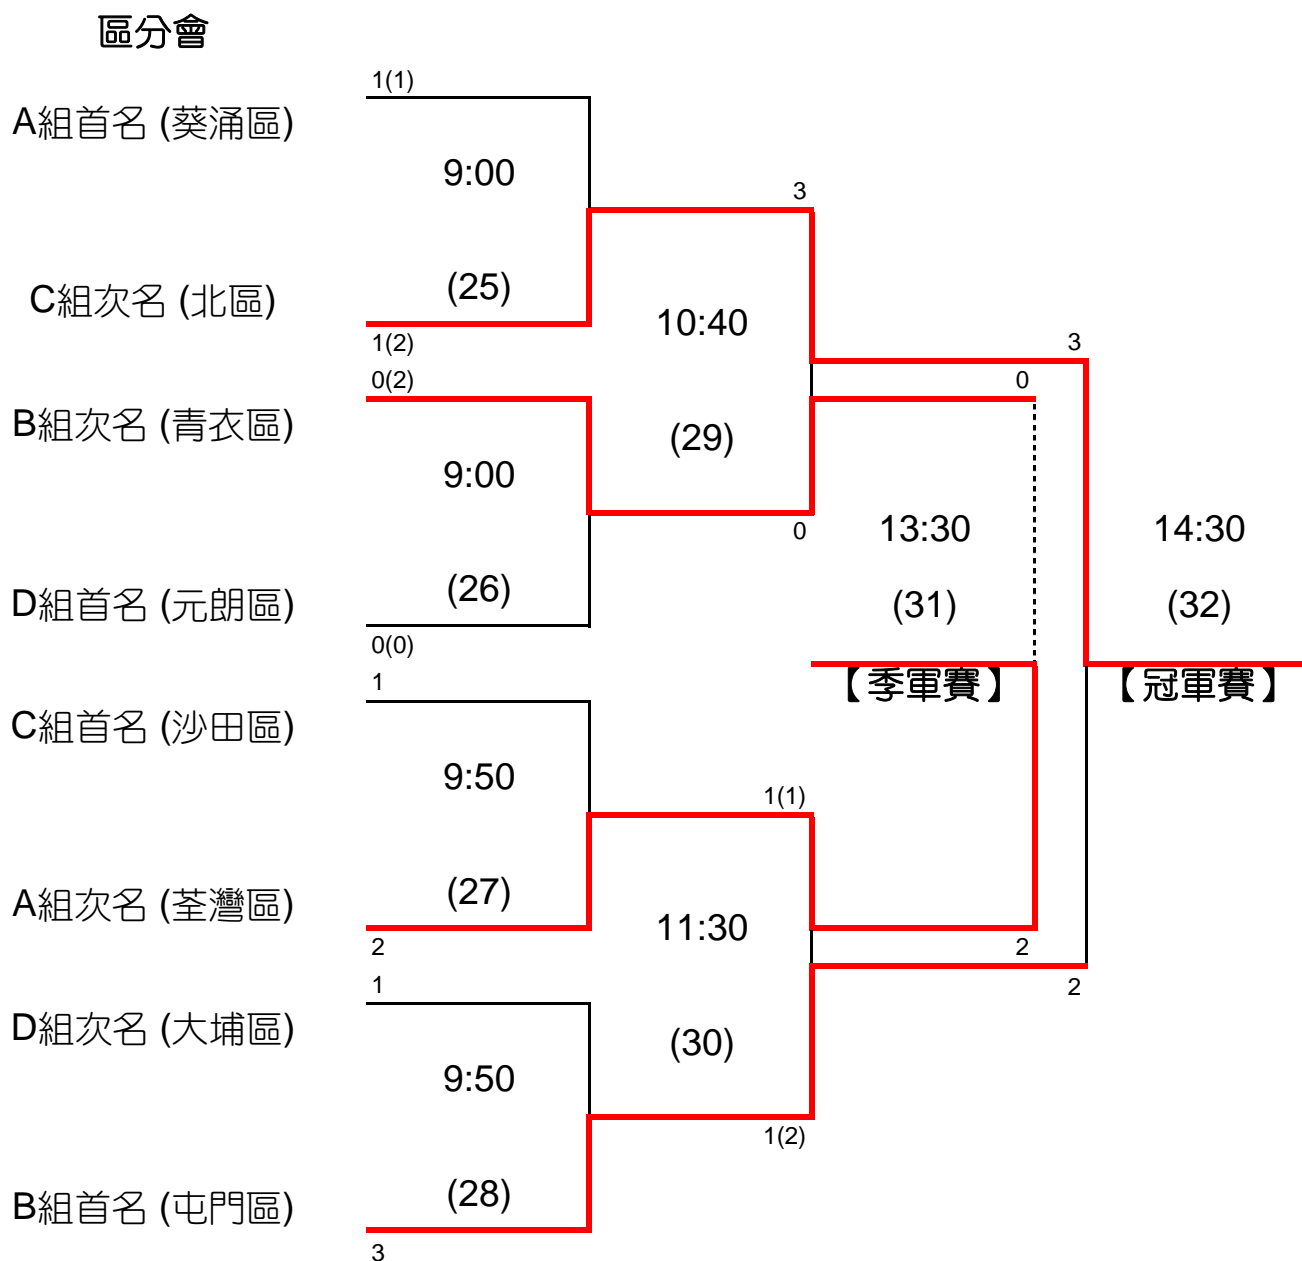 區分會
1(1)
A組首名 (葵涌區)
9:00
3
(25)
C組次名 (北區)
10:40
1(2)
3
0(2)
0
B組次名 (青衣區)
(29)
9:00
0
13:30
14:30
(26)
D組首名 (元朗區)
(31)
(32)
0(0)
1
【季軍賽】
【冠軍賽】
C組首名 (沙田區)
9:50
1(1)
(27)
A組次名 (荃灣區)
11:30
2
2
1
2
D組次名 (大埔區)
(30)
9:50
1(2)
(28)
B組首名 (屯門區)
3